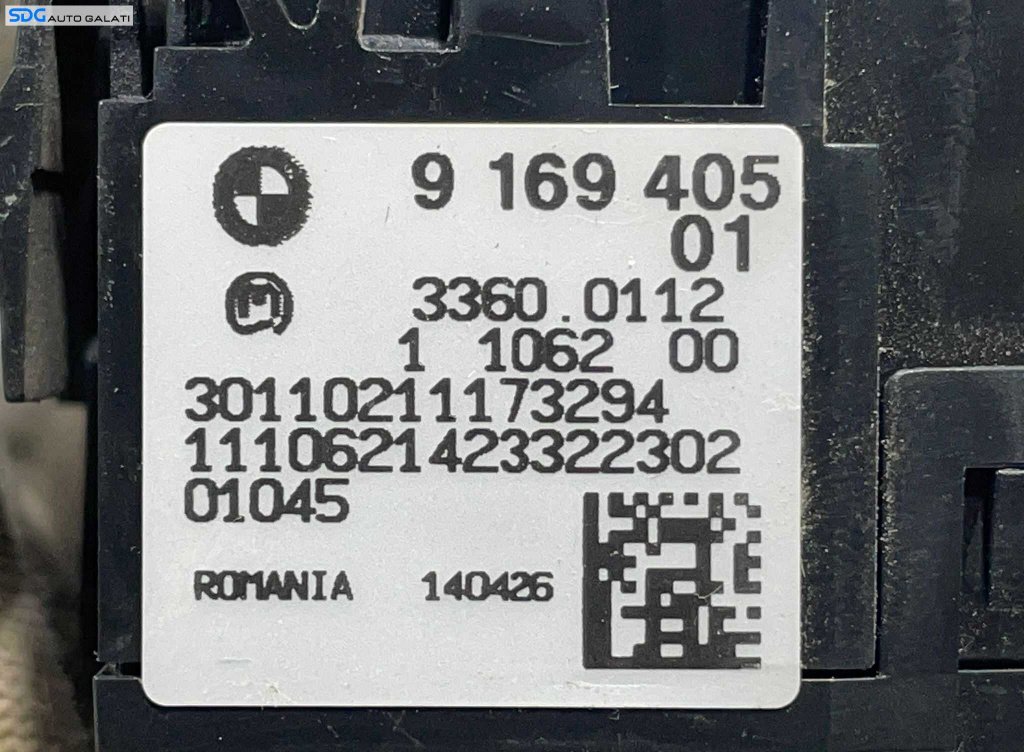 SDG AUTO GALATI
9 169 405
01
M
3360.0112
1 1062 00
30110211173294
1110621423322302
01045
ROMANIA 140426